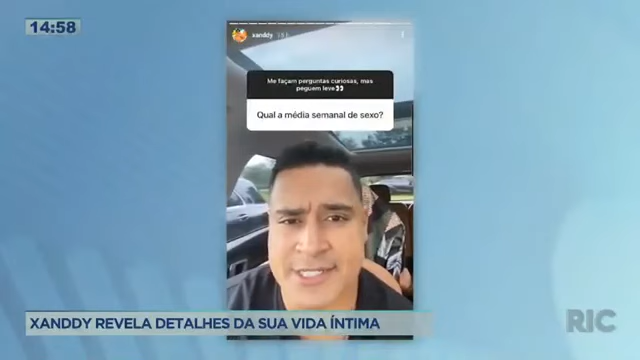 14:58
xanddy 15 h
Me façam perguntas curiosas, mas
peguem leve👀
Qual a média semanal de sexo?
XANDDY REVELA DETALHES DA SUA VIDA ÍNTIMA
RIC